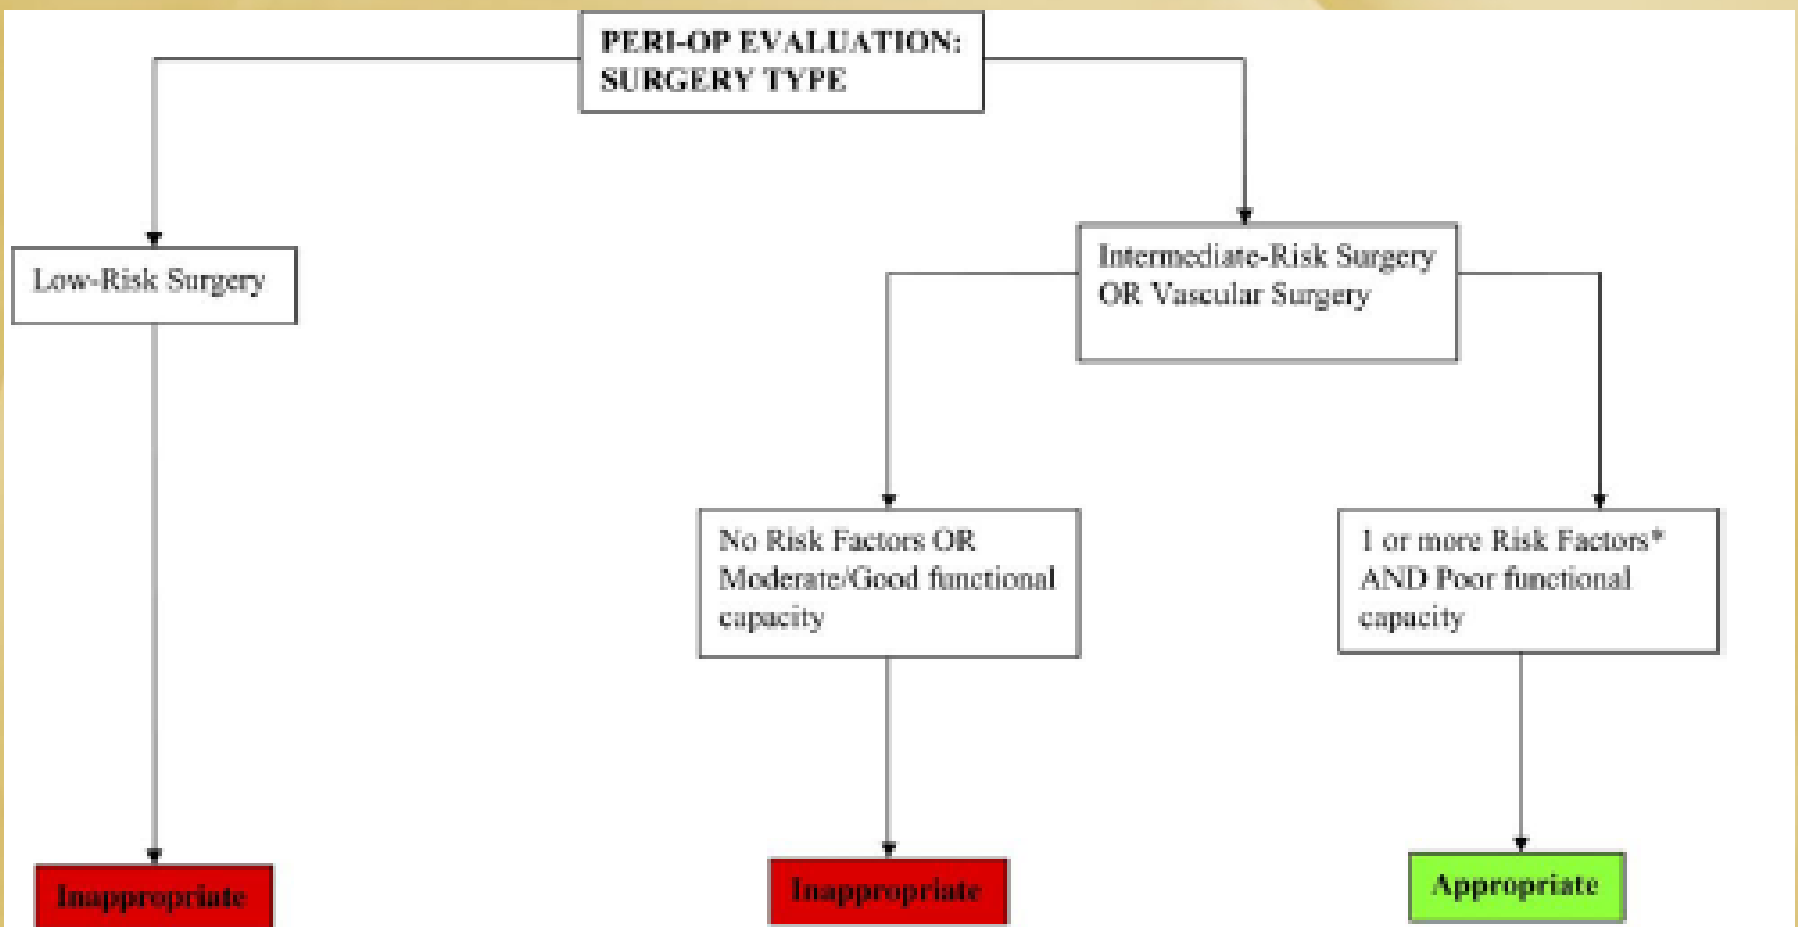 PERI-OP EVALUATION:
SURGERY TYPE
Low-Risk Surgery
Intermediate-Risk Surgery
OR Vascular Surgery
No Risk Factors OR
Moderate/Good functional
capacity
1 or more Risk Factors*
AND Poor functional
capacity
Inappropriate
Inappropriate
Appropriate